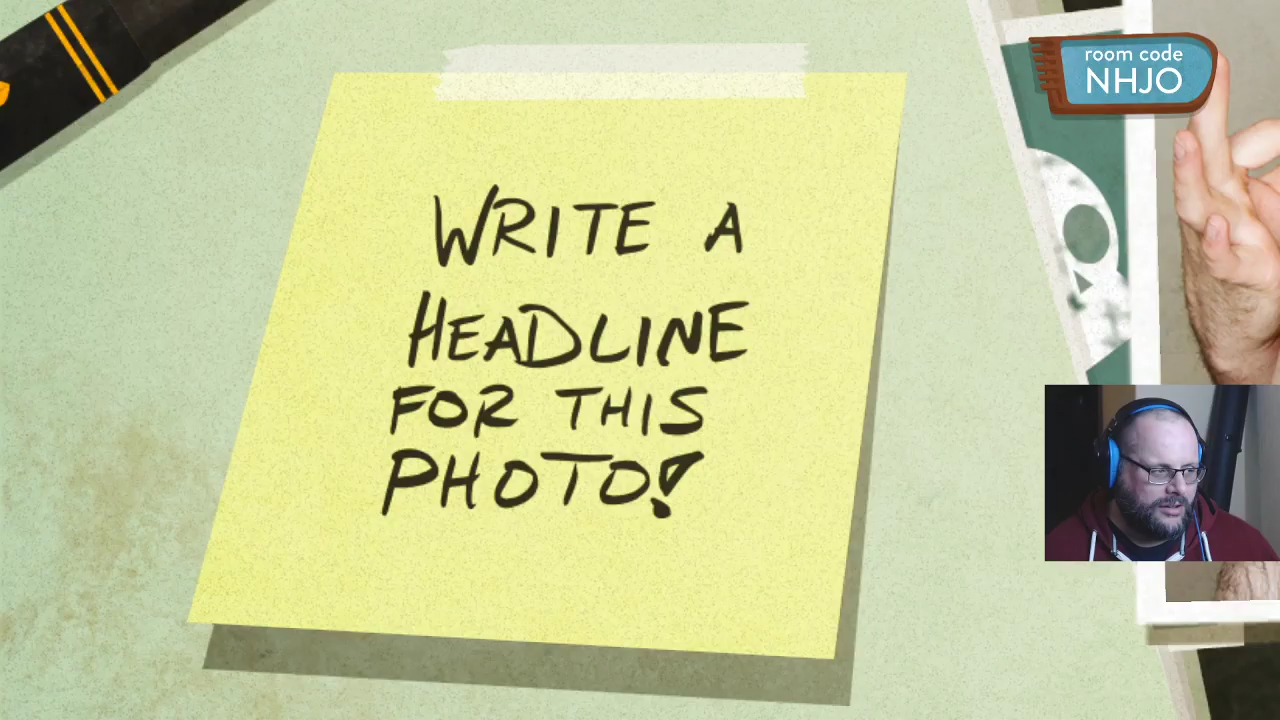 room code
NHJO
WRITE A
HEADLINE
FOR THIS
PHOTO!